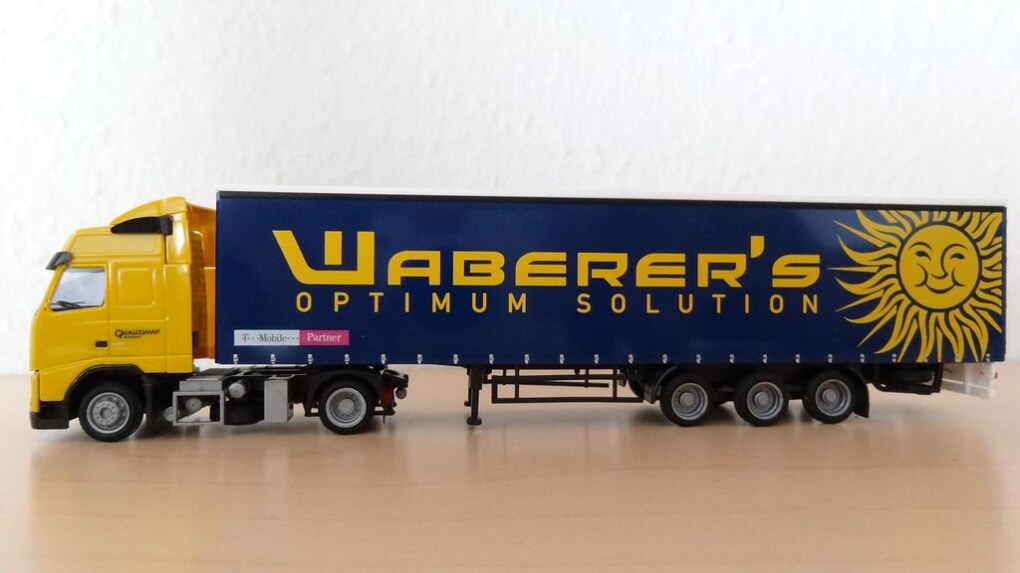 WABERER'S
OPTIMUM SOLUTION
QUALCOMM
T··Mobile·· Partner